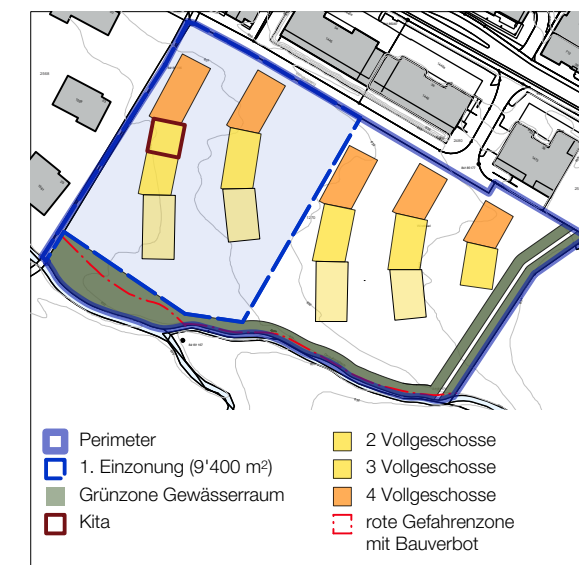 Perimeter
1. Einzonung (9'400 m²)
Grünzone Gewässerraum
Kita
2 Vollgeschosse
3 Vollgeschosse
4 Vollgeschosse
rote Gefahrenzone
mit Bauverbot